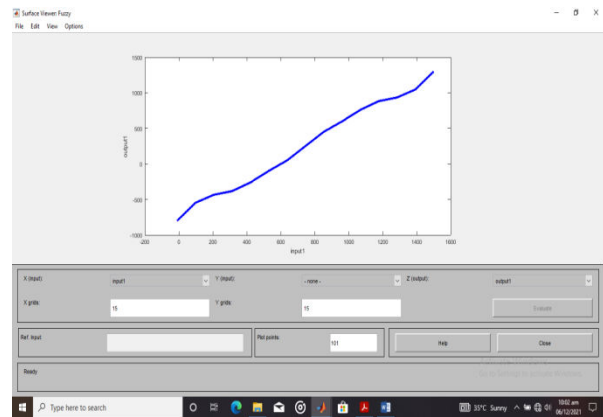 Surface Viewer: Fuzzy
File Edit View Options
1500
1000
500
0
-500
-1000
output1
-200 0 200 400 600 800 1000 1200 1400 1600
input1
X (input): input1 Y (input): - none - Z (output): output1
X grids: 15 Y grids: 15 Evaluate
Ref. Input: Plot points: 101 Help Close
Ready
Type here to search 35°C Sunny 10:02 am
06/12/2021